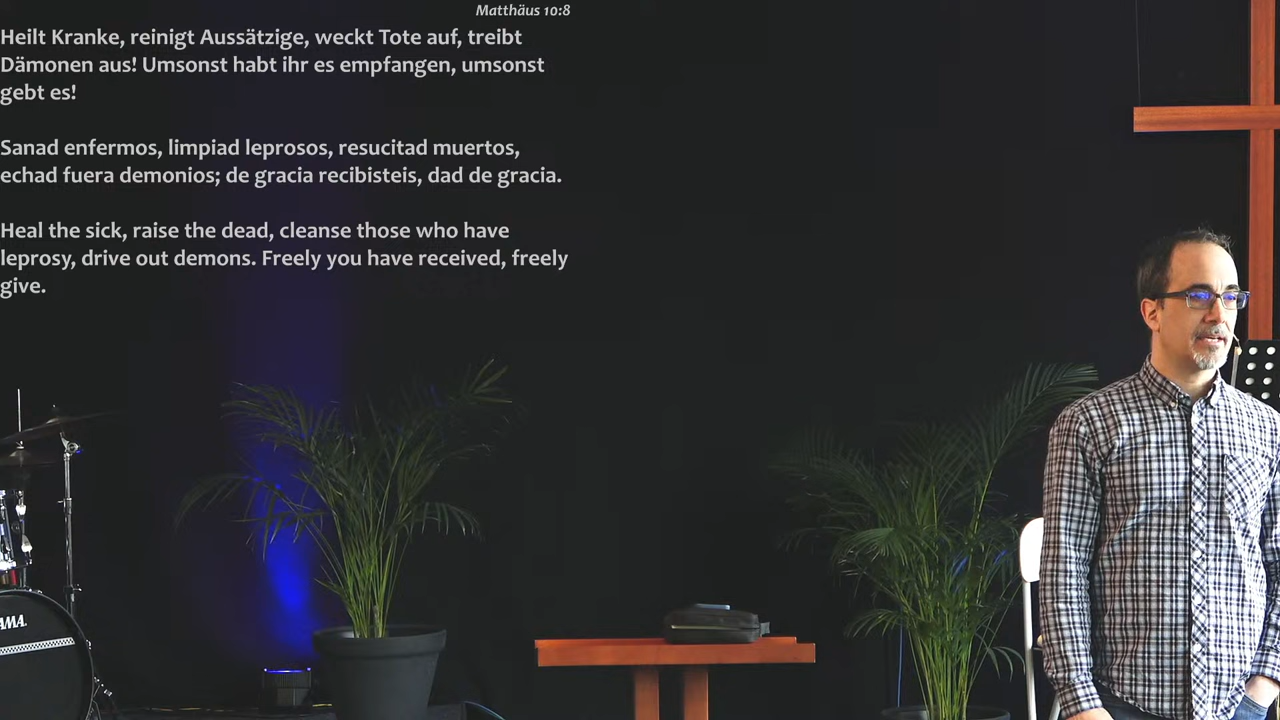 Matthäus 10:8
Heilt Kranke, reinigt Aussätzige, weckt Tote auf, treibt
Dämonen aus! Umsonst habt ihr es empfangen, umsonst
gebt es!
Sanad enfermos, limpiad leprosos, resucitad muertos,
echad fuera demonios; de gracia recibisteis, dad de gracia.
Heal the sick, raise the dead, cleanse those who have
leprosy, drive out demons. Freely you have received, freely
give.
AMA.